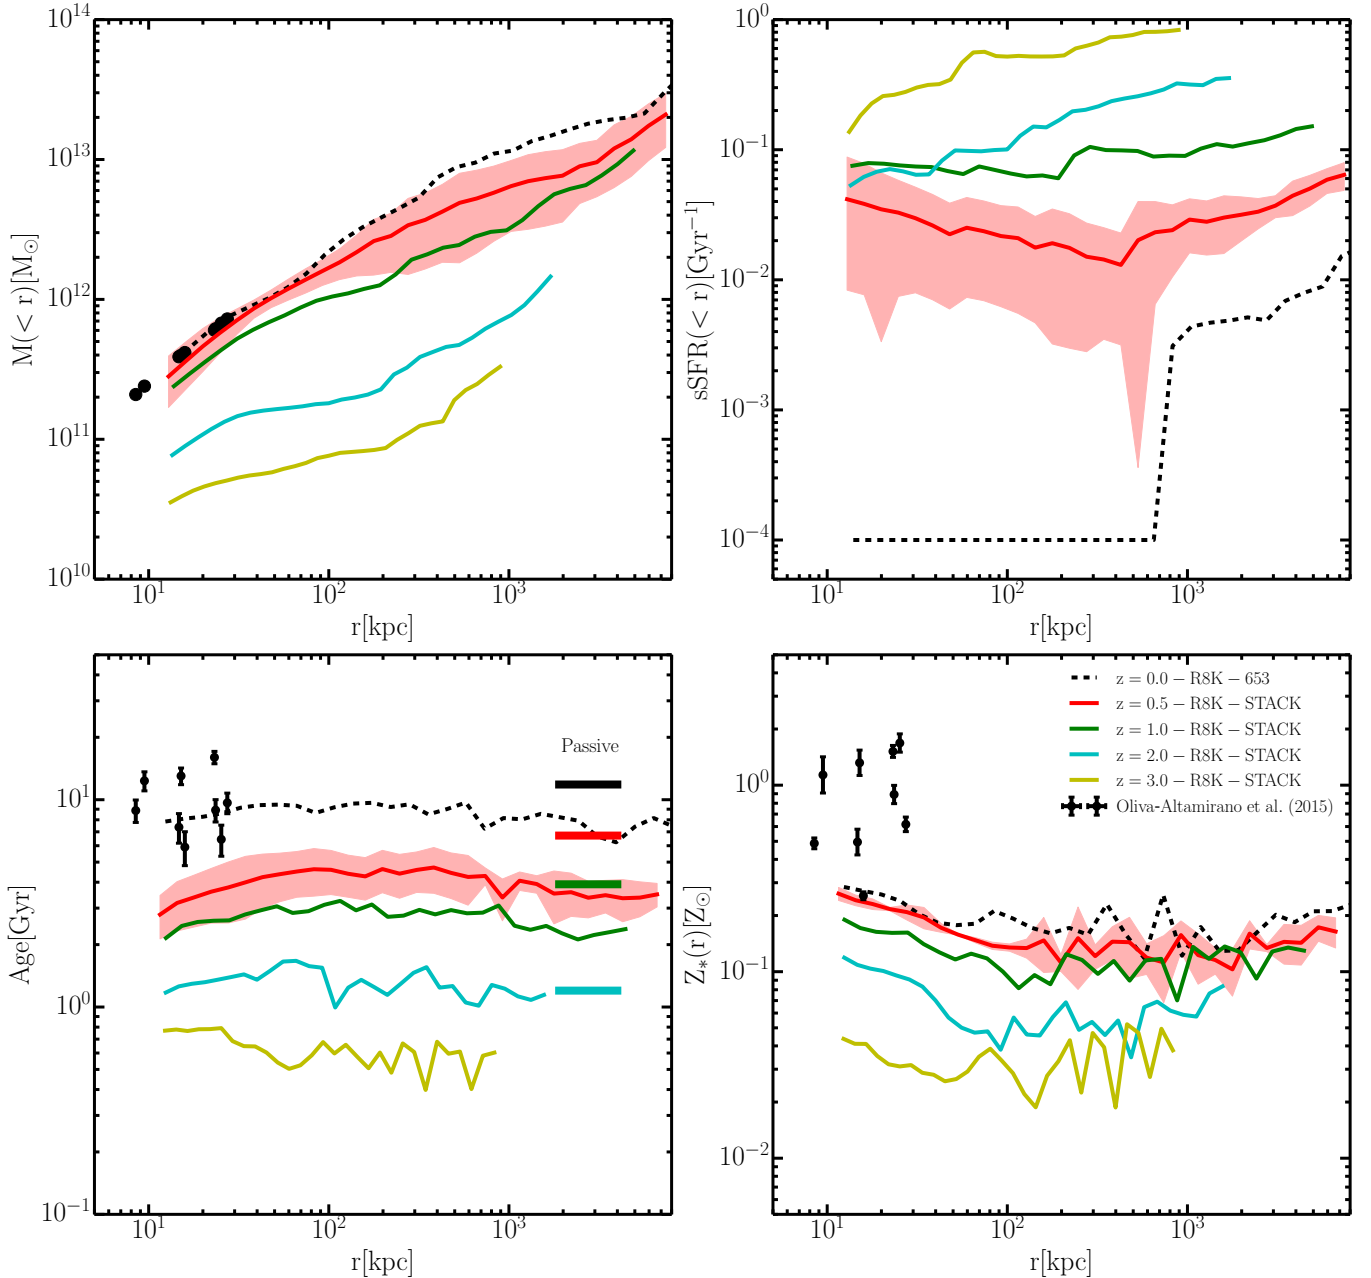 10^14
10^13
10^12
10^11
10^10
M(< r)[M⊙]
10^1 10^2 10^3
r[kpc]
10^0
10^−1
10^−2
10^−3
10^−4
sSFR(< r)[Gyr^−1]
10^1 10^2 10^3
r[kpc]
10^1
10^0
10^−1
Age[Gyr]
Passive
10^1 10^2 10^3
r[kpc]
10^0
10^−1
10^−2
Z_*(r)[Z⊙]
z = 0.0 − R8K − 653
z = 0.5 − R8K − STACK
z = 1.0 − R8K − STACK
z = 2.0 − R8K − STACK
z = 3.0 − R8K − STACK
Oliva-Altamirano et al. (2015)
10^1 10^2 10^3
r[kpc]